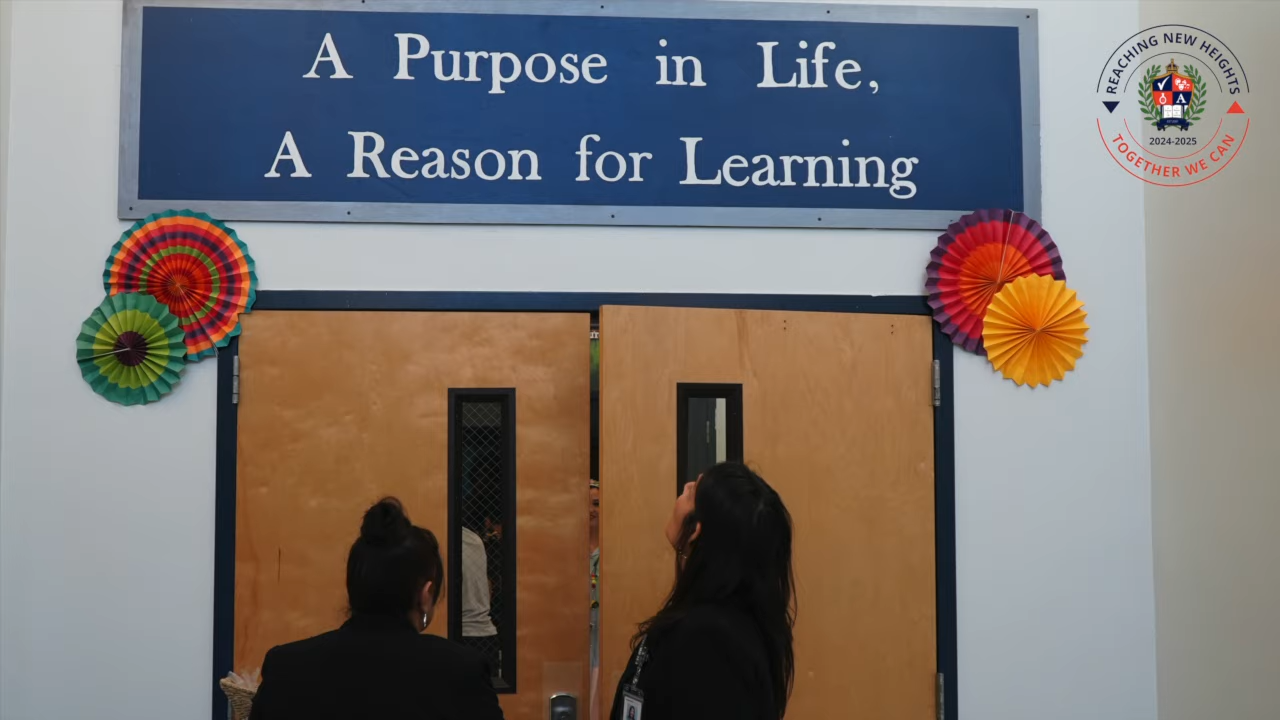 A Purpose in Life,
A Reason for Learning
REACHING NEW HEIGHTS
A
2024-2025
TOGETHER WE CAN